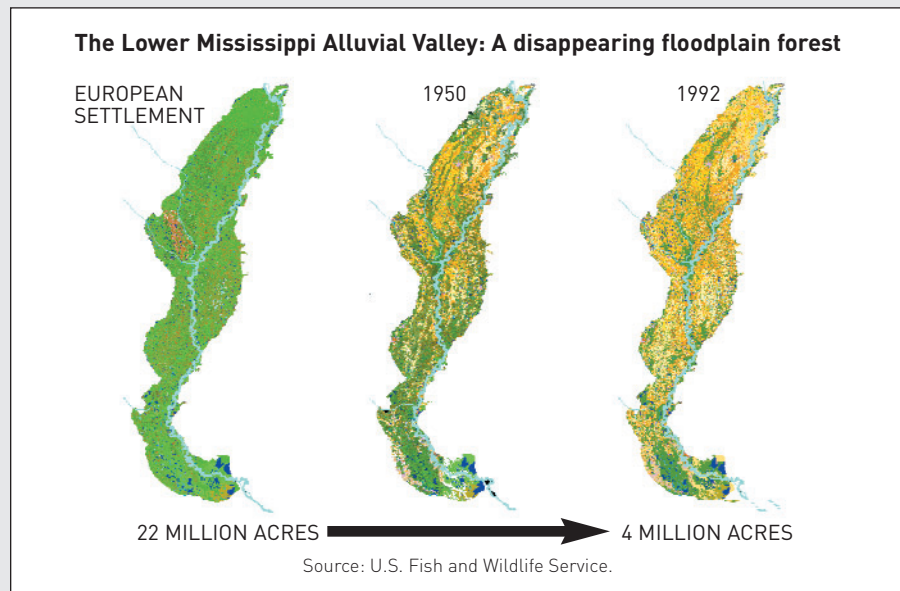 The Lower Mississippi Alluvial Valley: A disappearing floodplain forest
EUROPEAN
SETTLEMENT
1950
1992
22 MILLION ACRES
4 MILLION ACRES
Source: U.S. Fish and Wildlife Service.